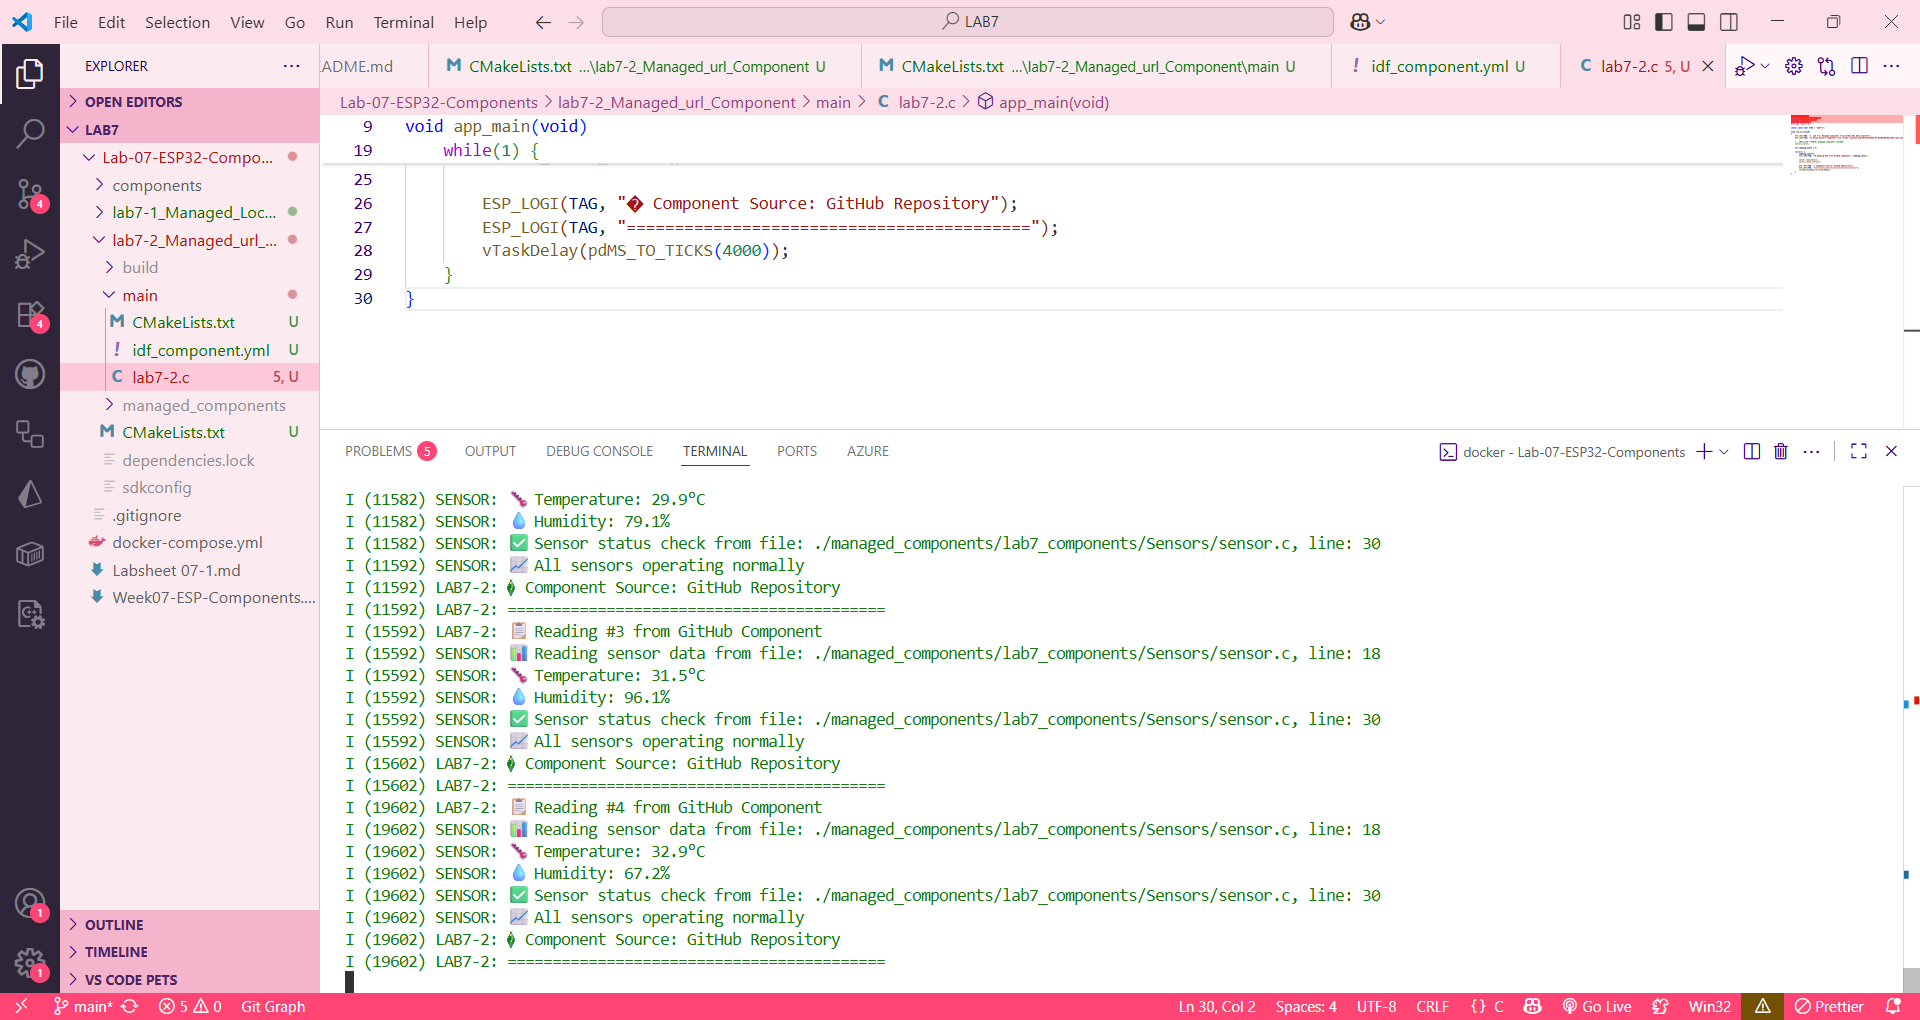 File Edit Selection View Go Run Terminal Help
LAB7
EXPLORER
ADME.md
CMakeLists.txt ...\lab7-2_Managed_url_Component U
CMakeLists.txt ...\lab7-2_Managed_url_Component\main U
idf_component.yml U
lab7-2.c 5, U
Lab-07-ESP32-Components > lab7-2_Managed_url_Component > main > lab7-2.c > app_main(void)
OPEN EDITORS
LAB7
Lab-07-ESP32-Compo...
components
lab7-1_Managed_Loc...
lab7-2_Managed_url_...
build
main
CMakeLists.txt U
idf_component.yml U
lab7-2.c 5, U
managed_components
CMakeLists.txt U
dependencies.lock
sdkconfig
.gitignore
docker-compose.yml
Labsheet 07-1.md
Week07-ESP-Components....
OUTLINE
TIMELINE
VS CODE PETS
9 void app_main(void)
19 while(1) {
25
26 ESP_LOGI(TAG, "� Component Source: GitHub Repository");
27 ESP_LOGI(TAG, "==========================================");
28 vTaskDelay(pdMS_TO_TICKS(4000));
29 }
30 }
PROBLEMS 5 OUTPUT DEBUG CONSOLE TERMINAL PORTS AZURE
docker - Lab-07-ESP32-Components
I (11582) SENSOR: 🌡️ Temperature: 29.9°C
I (11582) SENSOR: 💧 Humidity: 79.1%
I (11582) SENSOR: ✅ Sensor status check from file: ./managed_components/lab7_components/Sensors/sensor.c, line: 30
I (11592) SENSOR: 📈 All sensors operating normally
I (11592) LAB7-2: � Component Source: GitHub Repository
I (11592) LAB7-2: ==========================================
I (15592) LAB7-2: 📋 Reading #3 from GitHub Component
I (15592) SENSOR: 📊 Reading sensor data from file: ./managed_components/lab7_components/Sensors/sensor.c, line: 18
I (15592) SENSOR: 🌡️ Temperature: 31.5°C
I (15592) SENSOR: 💧 Humidity: 96.1%
I (15592) SENSOR: ✅ Sensor status check from file: ./managed_components/lab7_components/Sensors/sensor.c, line: 30
I (15592) SENSOR: 📈 All sensors operating normally
I (15602) LAB7-2: � Component Source: GitHub Repository
I (15602) LAB7-2: ==========================================
I (19602) LAB7-2: 📋 Reading #4 from GitHub Component
I (19602) SENSOR: 📊 Reading sensor data from file: ./managed_components/lab7_components/Sensors/sensor.c, line: 18
I (19602) SENSOR: 🌡️ Temperature: 32.9°C
I (19602) SENSOR: 💧 Humidity: 67.2%
I (19602) SENSOR: ✅ Sensor status check from file: ./managed_components/lab7_components/Sensors/sensor.c, line: 30
I (19602) SENSOR: 📈 All sensors operating normally
I (19602) LAB7-2: � Component Source: GitHub Repository
I (19602) LAB7-2: ==========================================
4
4
1
1
main* 5 0 Git Graph Ln 30, Col 2 Spaces: 4 UTF-8 CRLF {} C Go Live Win32 Prettier